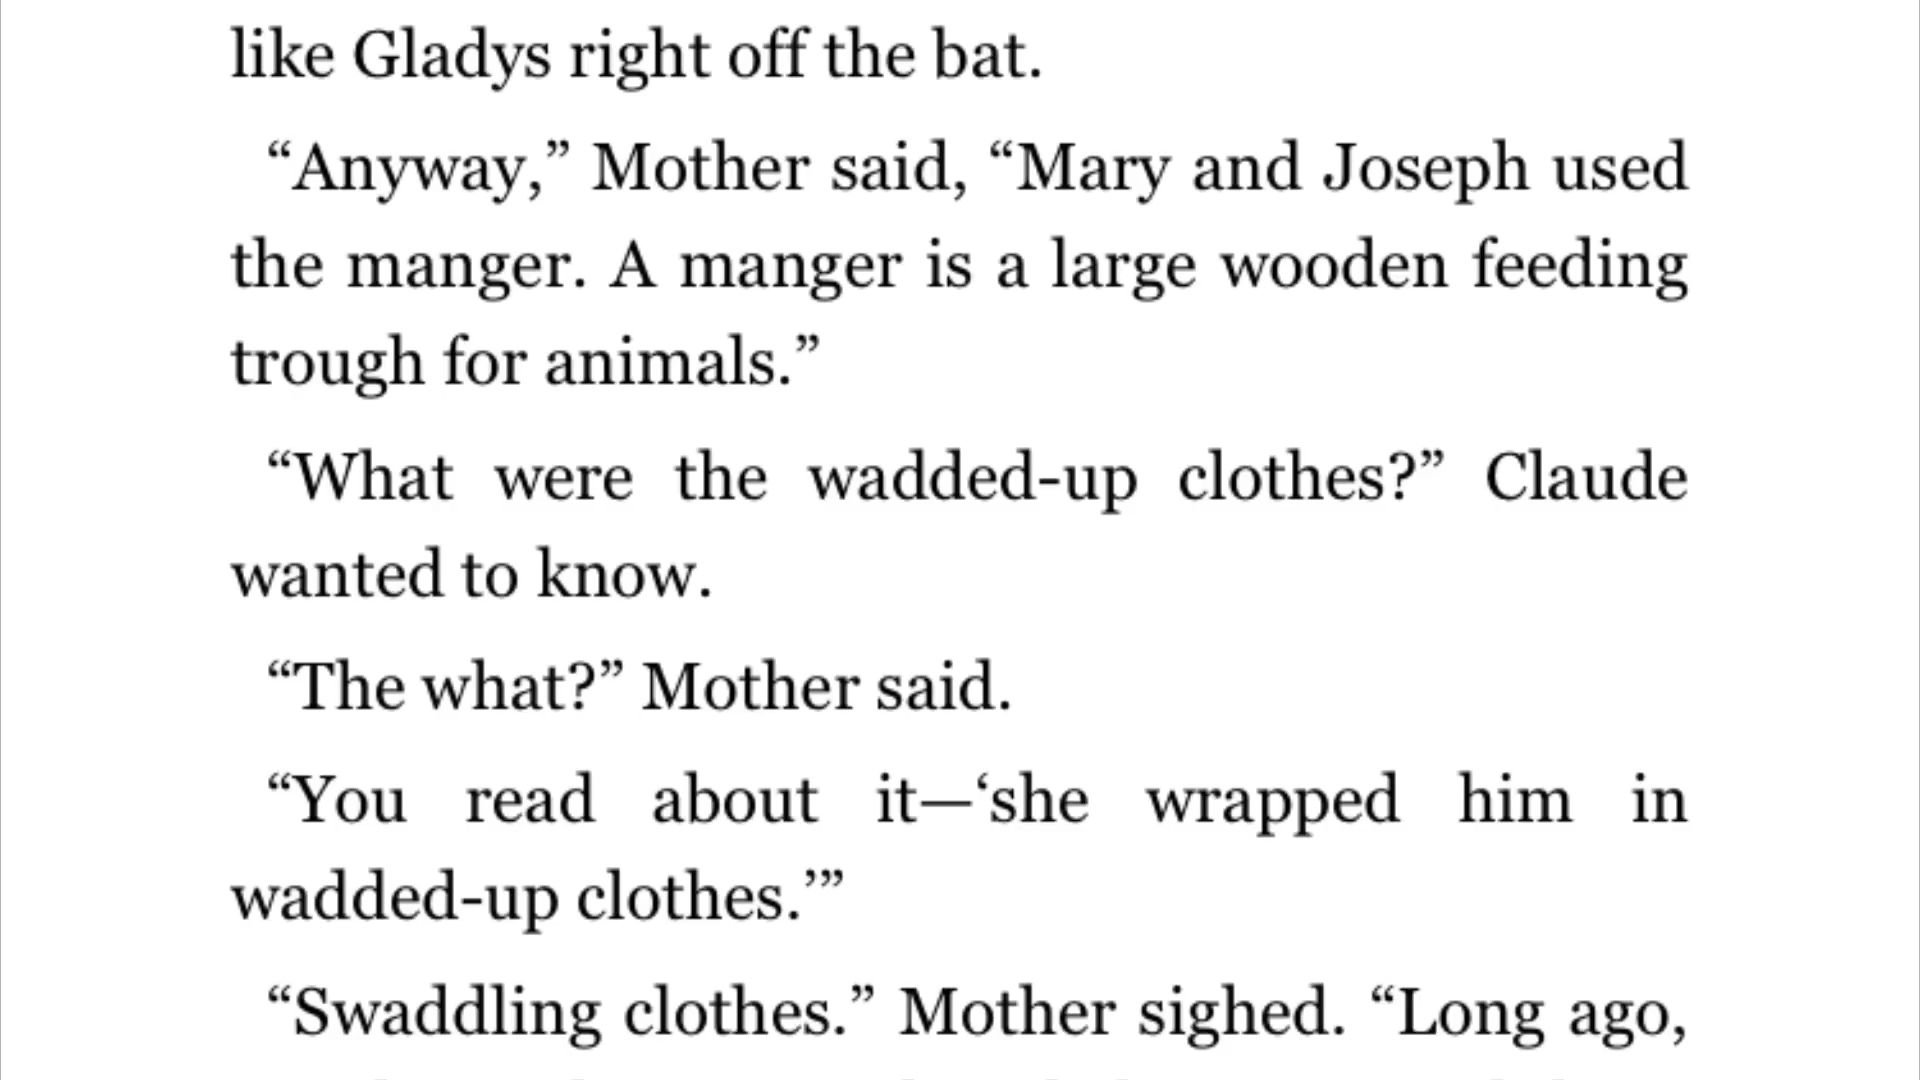 like Gladys right off the bat.
“Anyway,” Mother said, “Mary and Joseph used
the manger. A manger is a large wooden feeding
trough for animals.”
“What were the wadded-up clothes?” Claude
wanted to know.
“The what?” Mother said.
“You read about it—‘she wrapped him in
wadded-up clothes.’”
“Swaddling clothes.” Mother sighed. “Long ago,